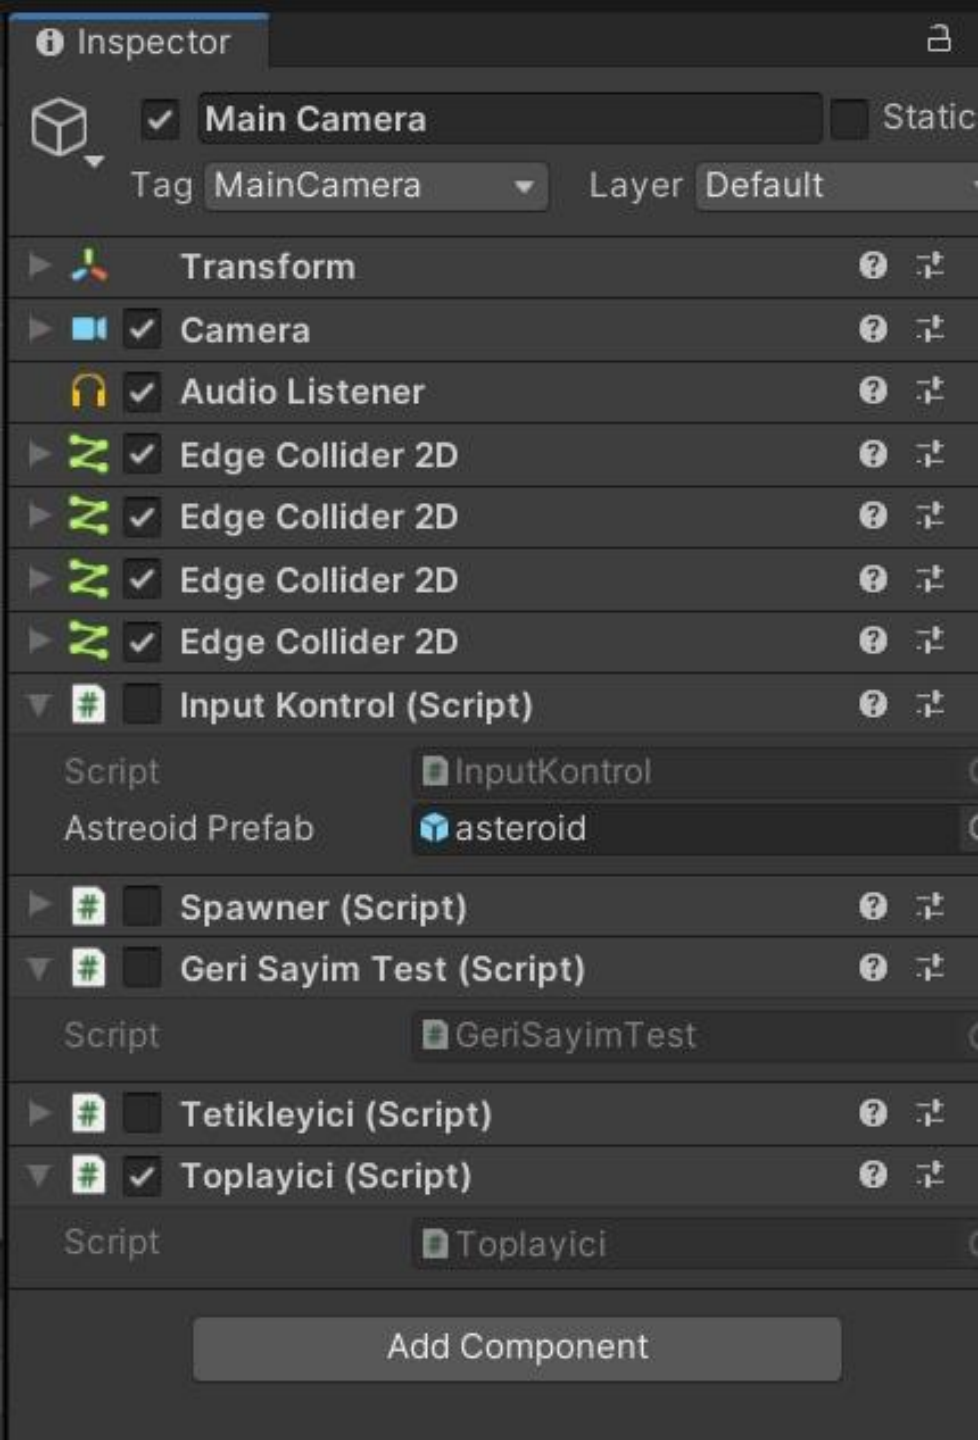 Inspector
Main Camera
Static
Tag MainCamera Layer Default
Transform
Camera
Audio Listener
Edge Collider 2D
Edge Collider 2D
Edge Collider 2D
Edge Collider 2D
Input Kontrol (Script)
Script InputKontrol
Astreoid Prefab asteroid
Spawner (Script)
Geri Sayim Test (Script)
Script GeriSayimTest
Tetikleyici (Script)
Toplayici (Script)
Script Toplayici
Add Component